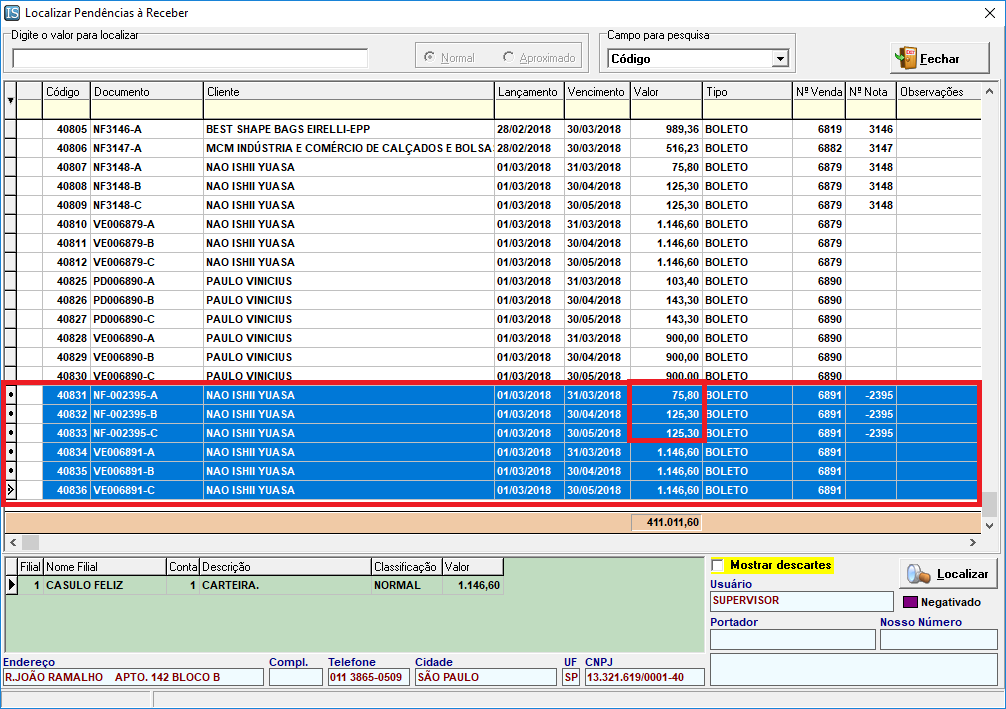 IS Localizar Pendências à Receber
Digite o valor para localizar
Normal Aproximado
Campo para pesquisa
Código
Fechar
Código Documento Cliente Lançamento Vencimento Valor Tipo Nº Venda Nº Nota Observações
40805 NF3146-A BEST SHAPE BAGS EIRELLI-EPP 28/02/2018 30/03/2018 989,36 BOLETO 6819 3146
40806 NF3147-A MCM INDÚSTRIA E COMÉRCIO DE CALÇADOS E BOLSA 28/02/2018 30/03/2018 516,23 BOLETO 6882 3147
40807 NF3148-A NAO ISHII YUASA 01/03/2018 31/03/2018 75,80 BOLETO 6879 3148
40808 NF3148-B NAO ISHII YUASA 01/03/2018 30/04/2018 125,30 BOLETO 6879 3148
40809 NF3148-C NAO ISHII YUASA 01/03/2018 30/05/2018 125,30 BOLETO 6879 3148
40810 VE006879-A NAO ISHII YUASA 01/03/2018 31/03/2018 1.146,60 BOLETO 6879
40811 VE006879-B NAO ISHII YUASA 01/03/2018 30/04/2018 1.146,60 BOLETO 6879
40812 VE006879-C NAO ISHII YUASA 01/03/2018 30/05/2018 1.146,60 BOLETO 6879
40825 PD006890-A PAULO VINICIUS 01/03/2018 31/03/2018 103,40 BOLETO 6890
40826 PD006890-B PAULO VINICIUS 01/03/2018 30/04/2018 143,30 BOLETO 6890
40827 PD006890-C PAULO VINICIUS 01/03/2018 30/05/2018 143,30 BOLETO 6890
40828 VE006890-A PAULO VINICIUS 01/03/2018 31/03/2018 900,00 BOLETO 6890
40829 VE006890-B PAULO VINICIUS 01/03/2018 30/04/2018 900,00 BOLETO 6890
40830 VE006890-C PAULO VINICIUS 01/03/2018 30/05/2018 900,00 BOLETO 6890
40831 NF-002395-A NAO ISHII YUASA 01/03/2018 31/03/2018 75,80 BOLETO 6891 -2395
40832 NF-002395-B NAO ISHII YUASA 01/03/2018 30/04/2018 125,30 BOLETO 6891 -2395
40833 NF-002395-C NAO ISHII YUASA 01/03/2018 30/05/2018 125,30 BOLETO 6891 -2395
40834 VE006891-A NAO ISHII YUASA 01/03/2018 31/03/2018 1.146,60 BOLETO 6891
40835 VE006891-B NAO ISHII YUASA 01/03/2018 30/04/2018 1.146,60 BOLETO 6891
40836 VE006891-C NAO ISHII YUASA 01/03/2018 30/05/2018 1.146,60 BOLETO 6891
411.011,60
Filial Nome Filial Conta Descrição Classificação Valor
1 CASULO FELIZ 1 CARTEIRA. NORMAL 1.146,60
Mostrar descartes
Localizar
Usuário
SUPERVISOR
Negativado
Portador Nosso Número
Endereço Compl. Telefone Cidade UF CNPJ
R.JOÃO RAMALHO APTO. 142 BLOCO B 011 3865-0509 SÃO PAULO SP 13.321.619/0001-40